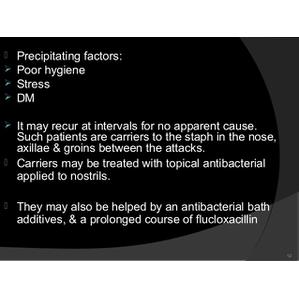 Precipitating factors:
Poor hygiene
Stress
DM
It may recur at intervals for no apparent cause.
Such patients are carriers to the staph in the nose,
axillae & groins between the attacks.
Carriers may be treated with topical antibacterial
applied to nostrils.
They may also be helped by an antibacterial bath
additives, & a prolonged course of flucloxacillin